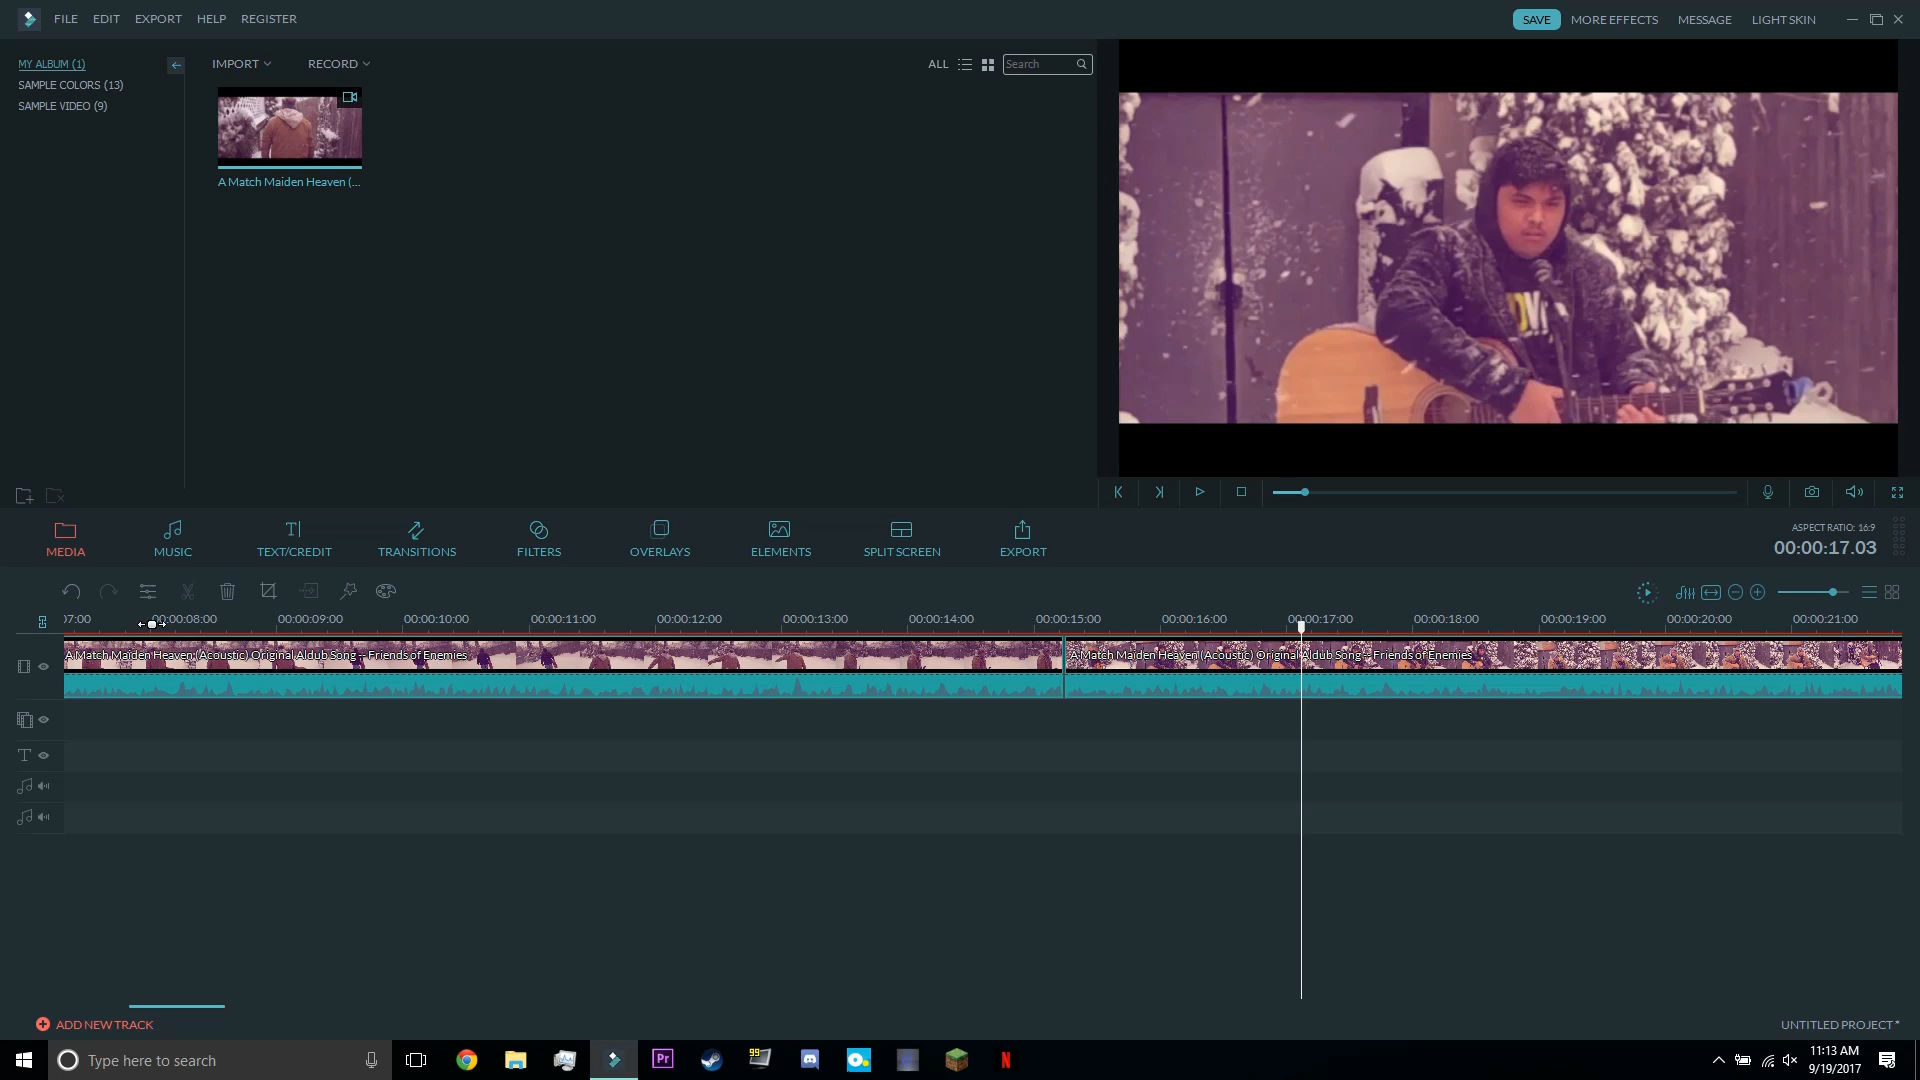 FILE EDIT EXPORT HELP REGISTER
SAVE MORE EFFECTS MESSAGE LIGHT SKIN
MY ALBUM (1)
SAMPLE COLORS (13)
SAMPLE VIDEO (9)
IMPORT RECORD
ALL Search
A Match Maiden Heaven (...
MEDIA MUSIC TEXT/CREDIT TRANSITIONS FILTERS OVERLAYS ELEMENTS SPLIT SCREEN EXPORT
ASPECT RATIO: 16:9
00:00:17.03
07:00 00:00:08:00 00:00:09:00 00:00:10:00 00:00:11:00 00:00:12:00 00:00:13:00 00:00:14:00 00:00:15:00 00:00:16:00 00:00:17:00 00:00:18:00 00:00:19:00 00:00:20:00 00:00:21:00
A Match Maiden Heaven (Acoustic) Original Aldub Song -- Friends of Enemies
A Match Maiden Heaven (Acoustic) Original Aldub Song -- Friends of Enemies
ADD NEW TRACK
UNTITLED PROJECT *
Type here to search
Pr
99
N
11:13 AM
9/19/2017